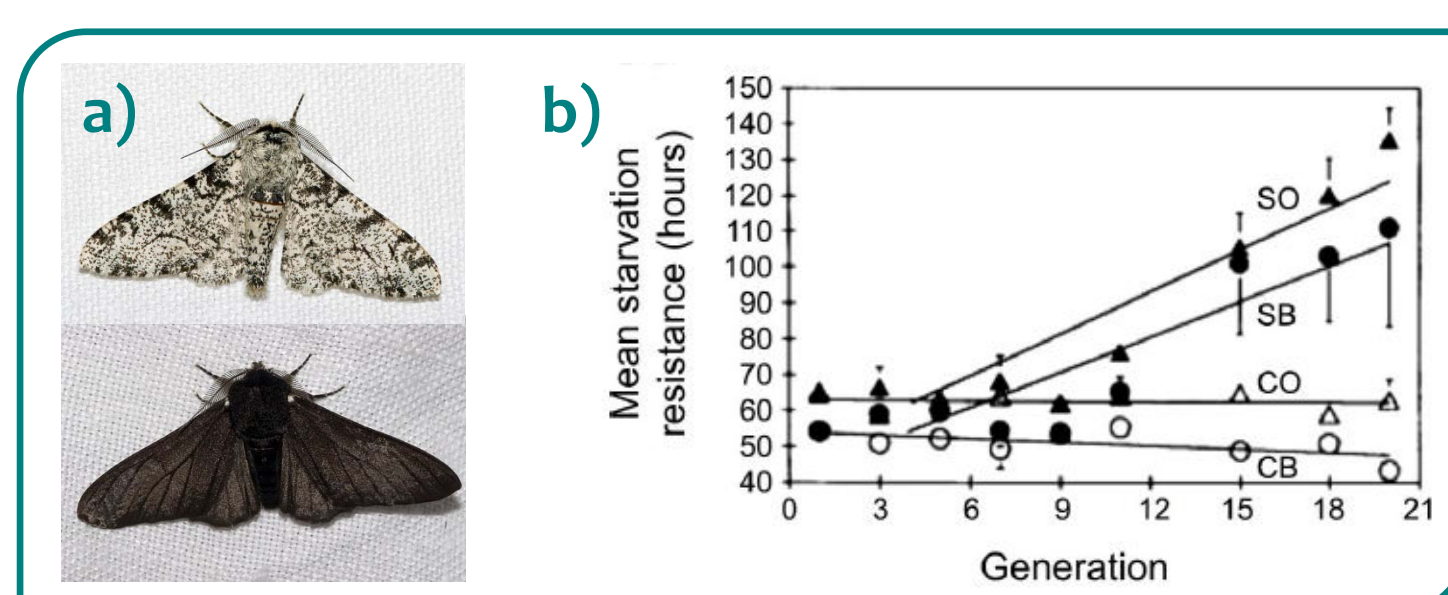 a)
b)
Mean starvation
resistance (hours)
150
140
130
120
110
100
90
80
70
60
50
40
SO
SB
CO
CB
0 3 6 9 12 15 18 21
Generation